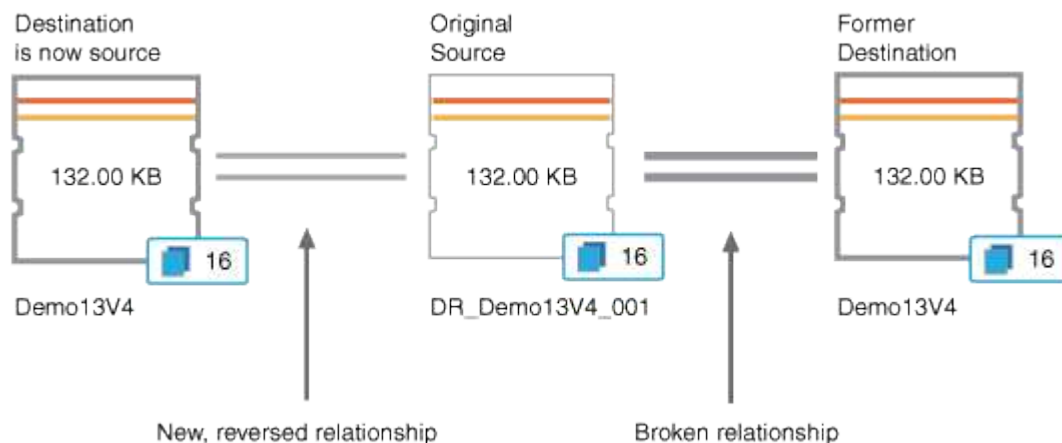 Destination
is now source
Original
Source
Former
Destination
132.00 KB
132.00 KB
132.00 KB
16
16
16
Demo13V4
DR_Demo13V4_001
Demo13V4
New, reversed relationship
Broken relationship